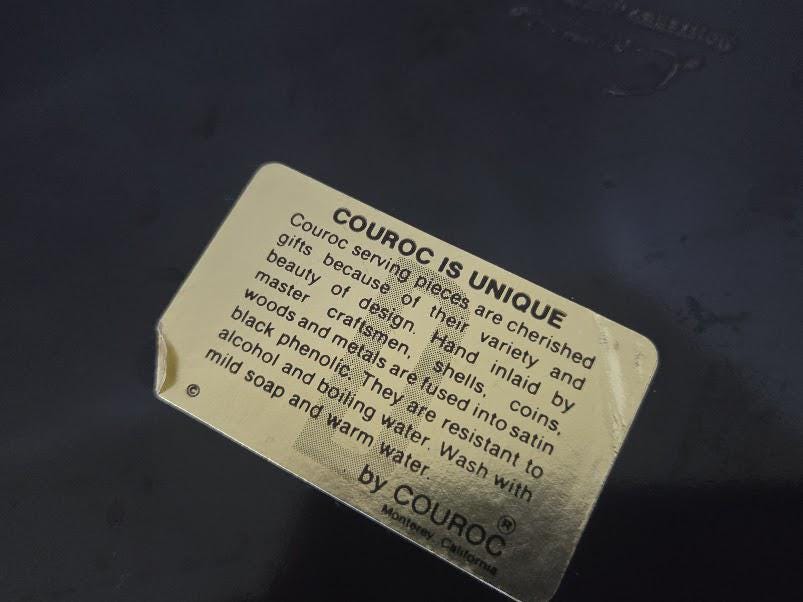 COUROC IS UNIQUE
Couroc serving pieces are cherished
gifts because of their variety and
beauty of design. Hand inlaid by
master craftsmen, shells, coins,
woods and metals are fused into satin
black phenolic. They are resistant to
alcohol and boiling water. Wash with
mild soap and warm water.
©
by COUROC®
Monterey, California